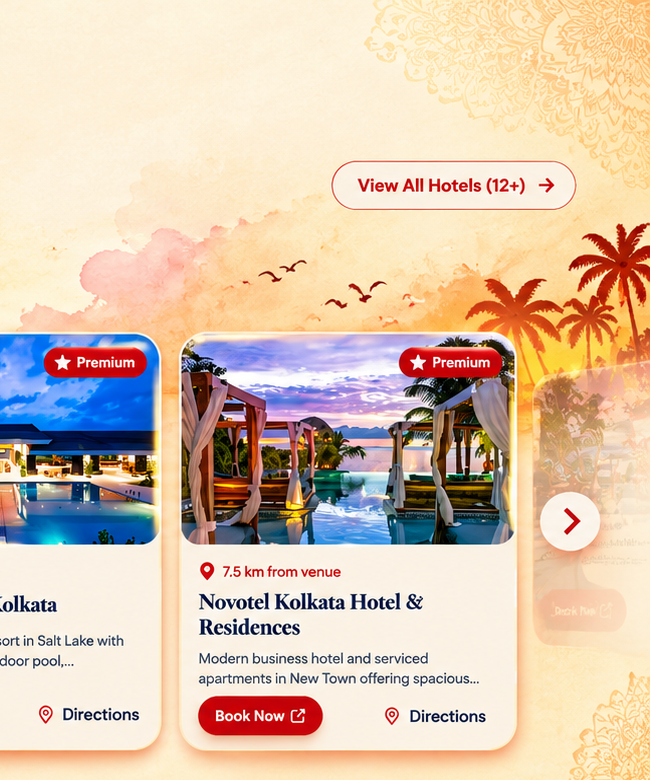 View All Hotels (12+)
Premium
Premium
Kolkata
sort in Salt Lake with
door pool,...
Directions
7.5 km from venue
Novotel Kolkata Hotel &
Residences
Modern business hotel and serviced
apartments in New Town offering spacious...
Book Now
Directions
Book Now